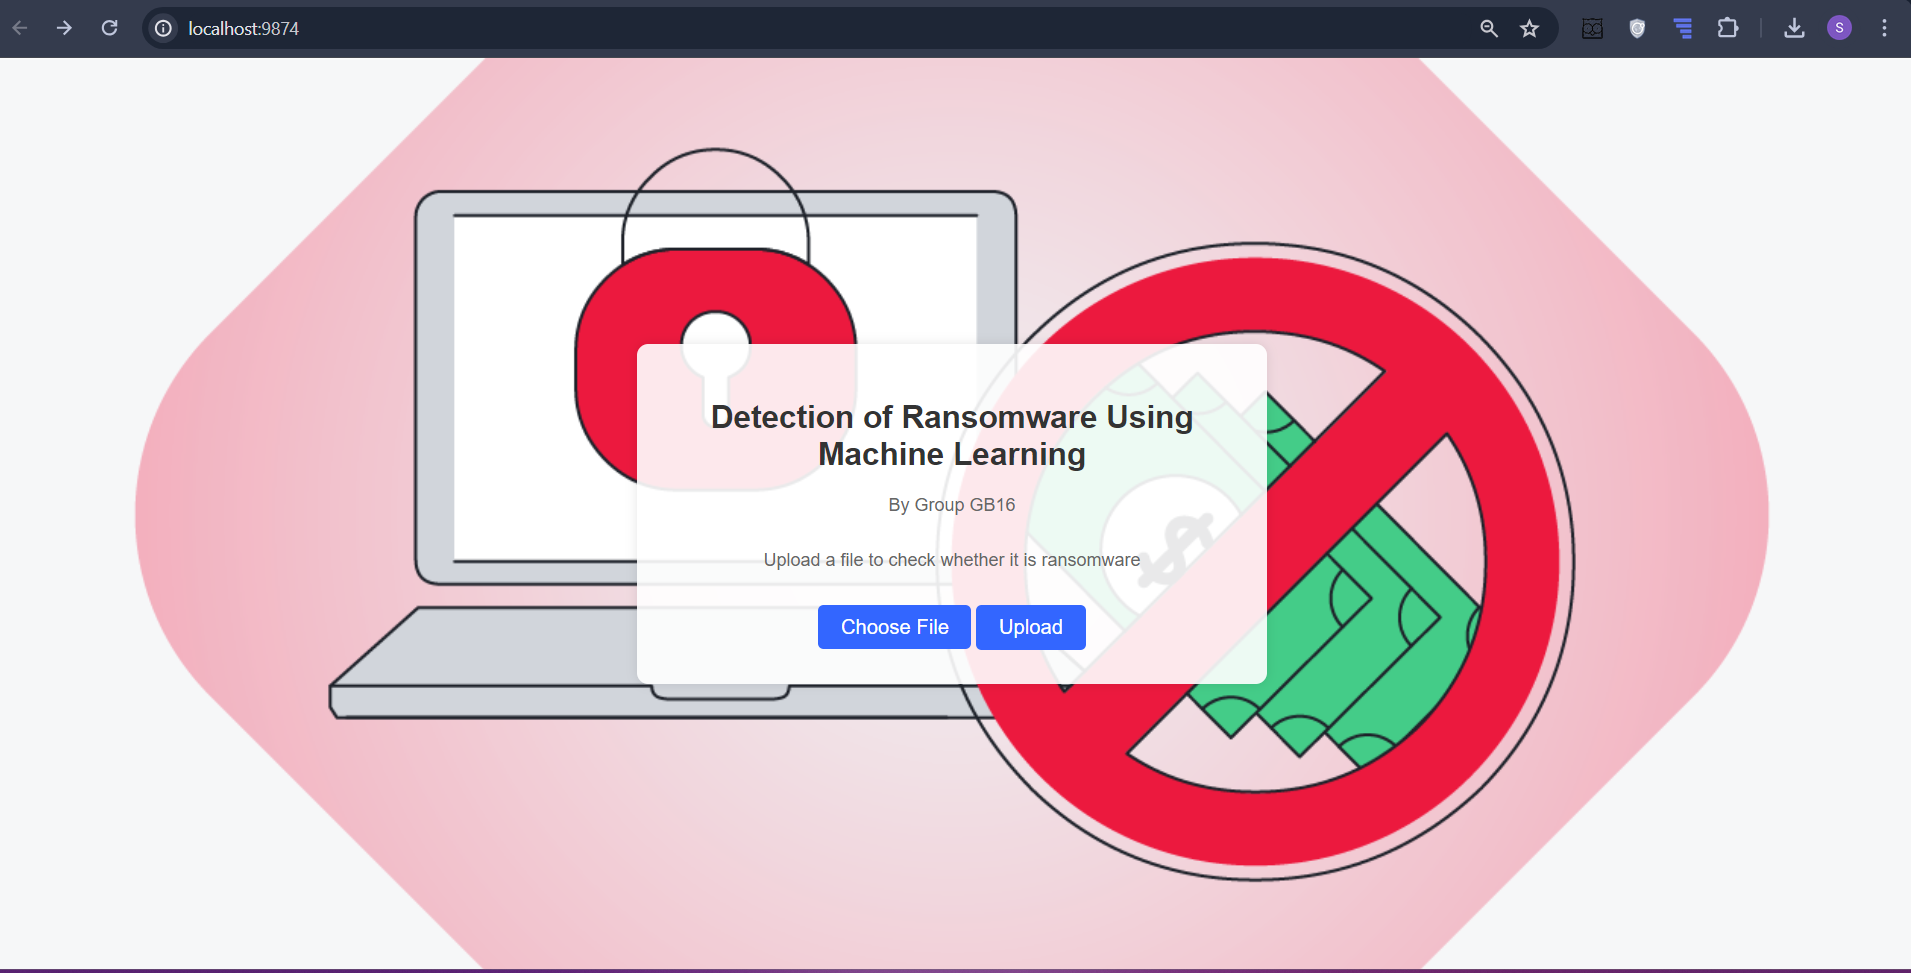 localhost:9874
S
Detection of Ransomware Using
Machine Learning
By Group GB16
Upload a file to check whether it is ransomware
Choose File Upload
$